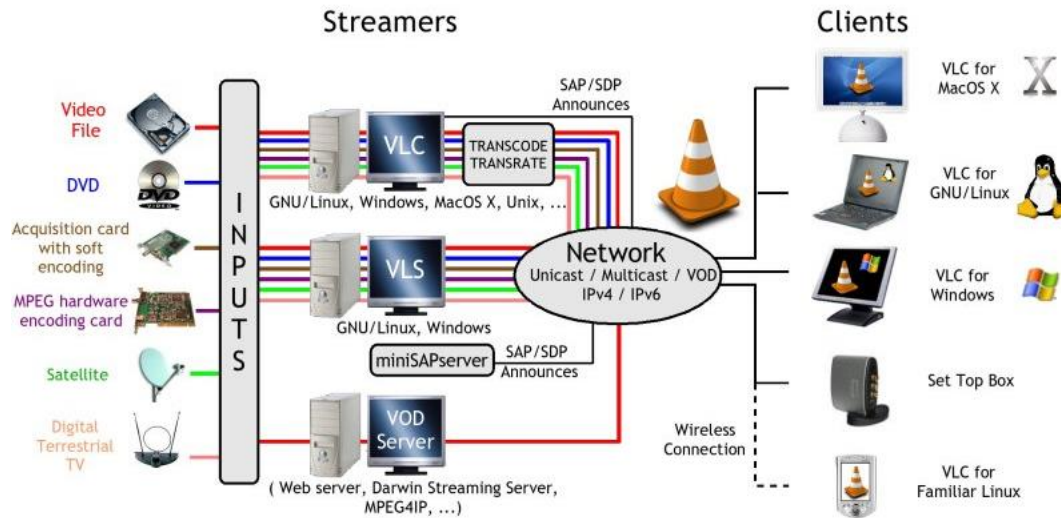 Streamers
Clients
Video
File
DVD
DVD
VIDEO
Acquisition card
with soft
encoding
MPEG hardware
encoding card
Satellite
Digital
Terrestrial
TV
INPUTS
VLC
GNU/Linux, Windows, MacOS X, Unix, ...
TRANSCODE
TRANSRATE
SAP/SDP
Announces
VLS
GNU/Linux, Windows
miniSAPserver
SAP/SDP
Announces
VOD
Server
( Web server, Darwin Streaming Server,
MPEG4IP, ...)
Network
Unicast / Multicast / VOD
IPv4 / IPv6
Wireless
Connection
VLC for
MacOS X
X
VLC for
GNU/Linux
VLC for
Windows
Set Top Box
VLC for
Familiar Linux